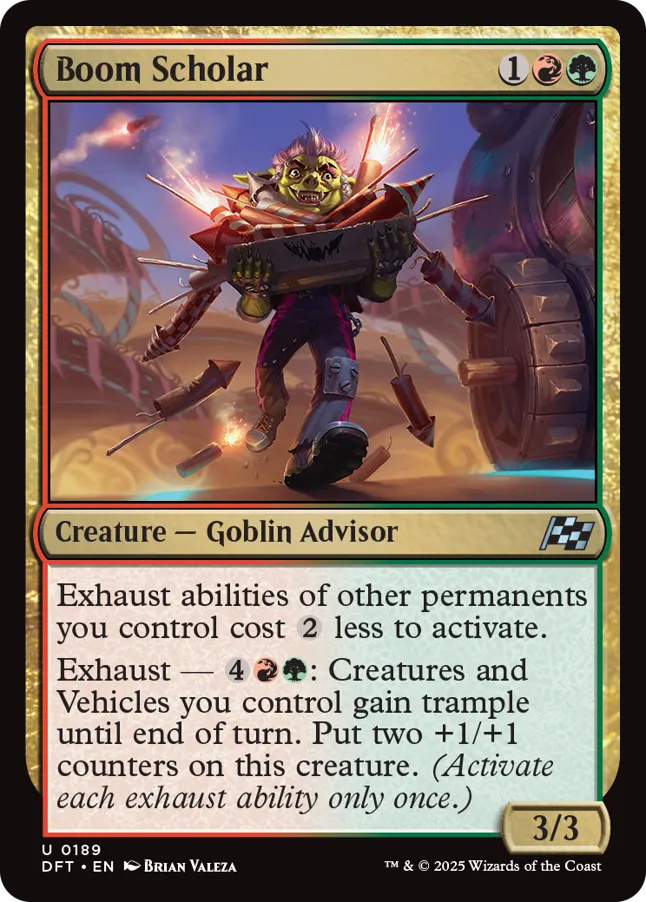 Boom Scholar 1
Creature — Goblin Advisor
Exhaust abilities of other permanents
you control cost 2 less to activate.
Exhaust — 4: Creatures and
Vehicles you control gain trample
until end of turn. Put two +1/+1
counters on this creature. (Activate
each exhaust ability only once.)
3/3
U 0189
DFT • EN Brian Valeza
™ & © 2025 Wizards of the Coast